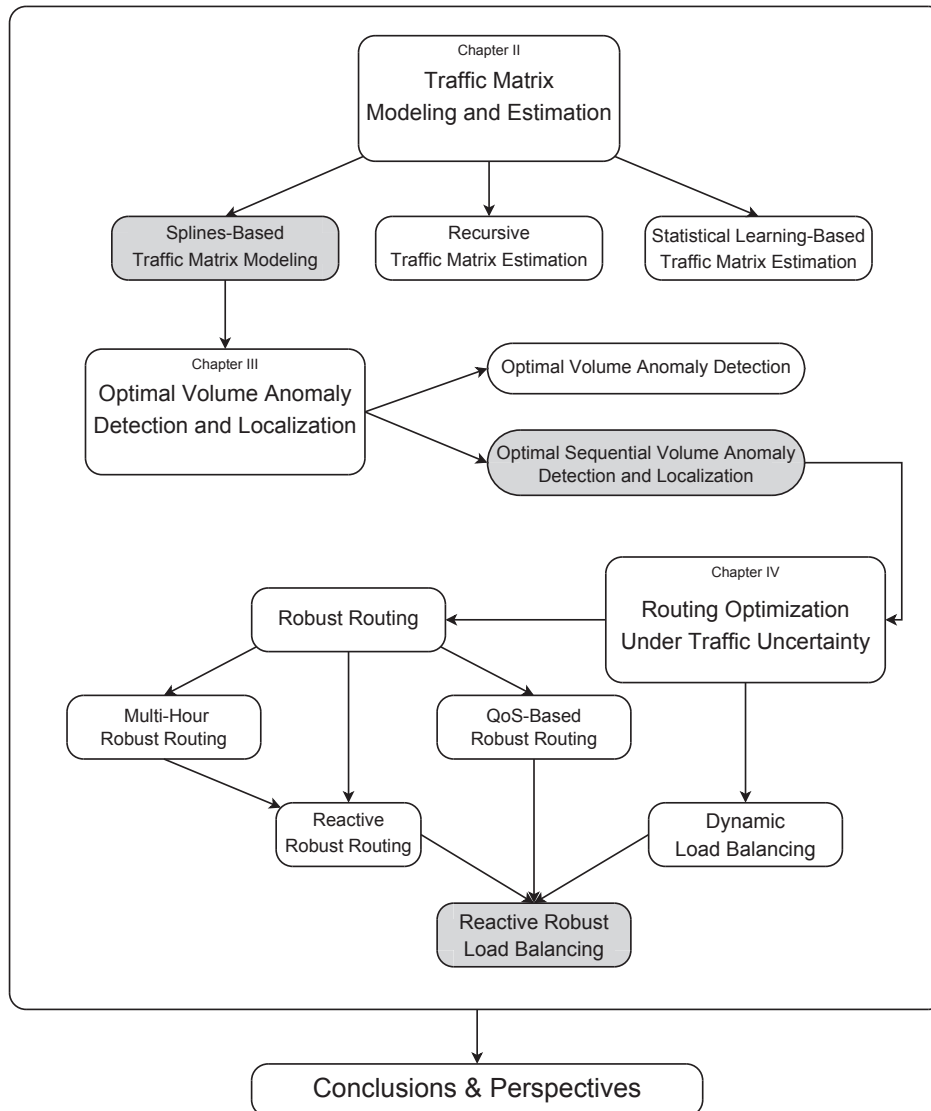 Chapter II
Traffic Matrix
Modeling and Estimation
Splines-Based
Traffic Matrix Modeling
Recursive
Traffic Matrix Estimation
Statistical Learning-Based
Traffic Matrix Estimation
Chapter III
Optimal Volume Anomaly
Detection and Localization
Optimal Volume Anomaly Detection
Optimal Sequential Volume Anomaly
Detection and Localization
Chapter IV
Routing Optimization
Under Traffic Uncertainty
Robust Routing
Multi-Hour
Robust Routing
QoS-Based
Robust Routing
Reactive
Robust Routing
Dynamic
Load Balancing
Reactive Robust
Load Balancing
Conclusions & Perspectives